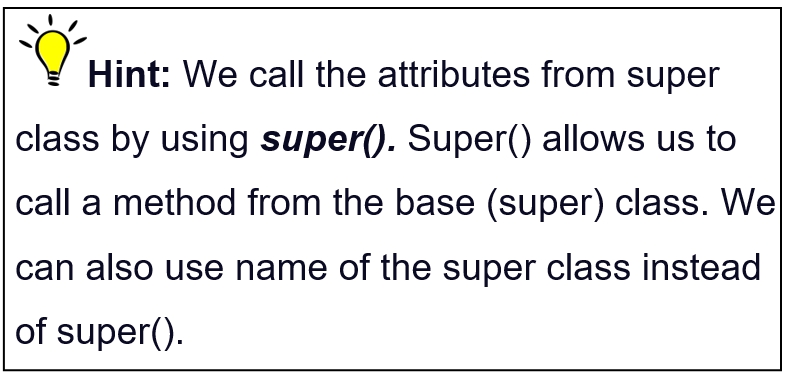 Hint: We call the attributes from super
class by using super(). Super() allows us to
call a method from the base (super) class. We
can also use name of the super class instead
of super().